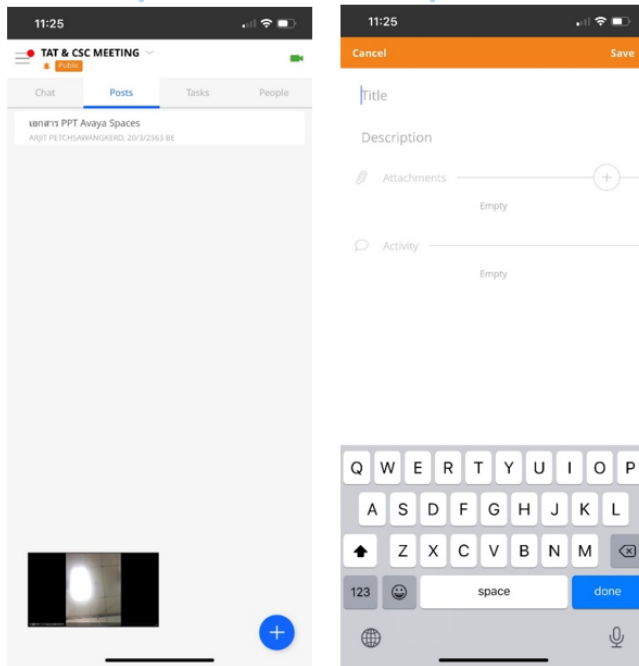 11:25
TAT & CSC MEETING
Public
Chat Posts Tasks People
เอกสาร PPT Avaya Spaces
ARJIT PETCHSAWANGKERD, 20/3/2563 BE
11:25
Cancel Save
Title
Description
Attachments
Empty
Activity
Empty
Q W E R T Y U I O P
A S D F G H J K L
Z X C V B N M
123 space done